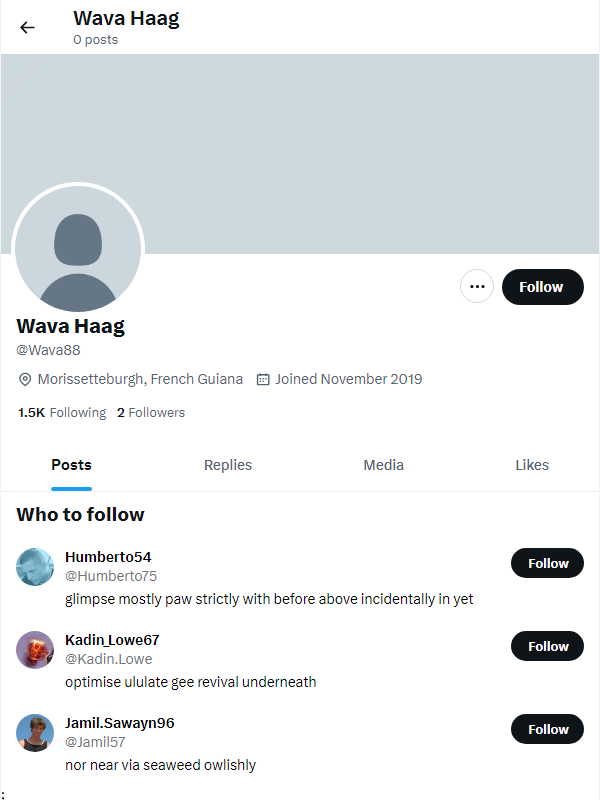 Wava Haag
0 posts
Follow
Wava Haag
@Wava88
Morissetteburgh, French Guiana Joined November 2019
1.5K Following 2 Followers
Posts Replies Media Likes
Who to follow
Humberto54
@Humberto75
Follow
glimpse mostly paw strictly with before above incidentally in yet
Kadin_Lowe67
@Kadin.Lowe
Follow
optimise ululate gee revival underneath
Jamil.Sawayn96
@Jamil57
Follow
nor near via seaweed owlishly
;